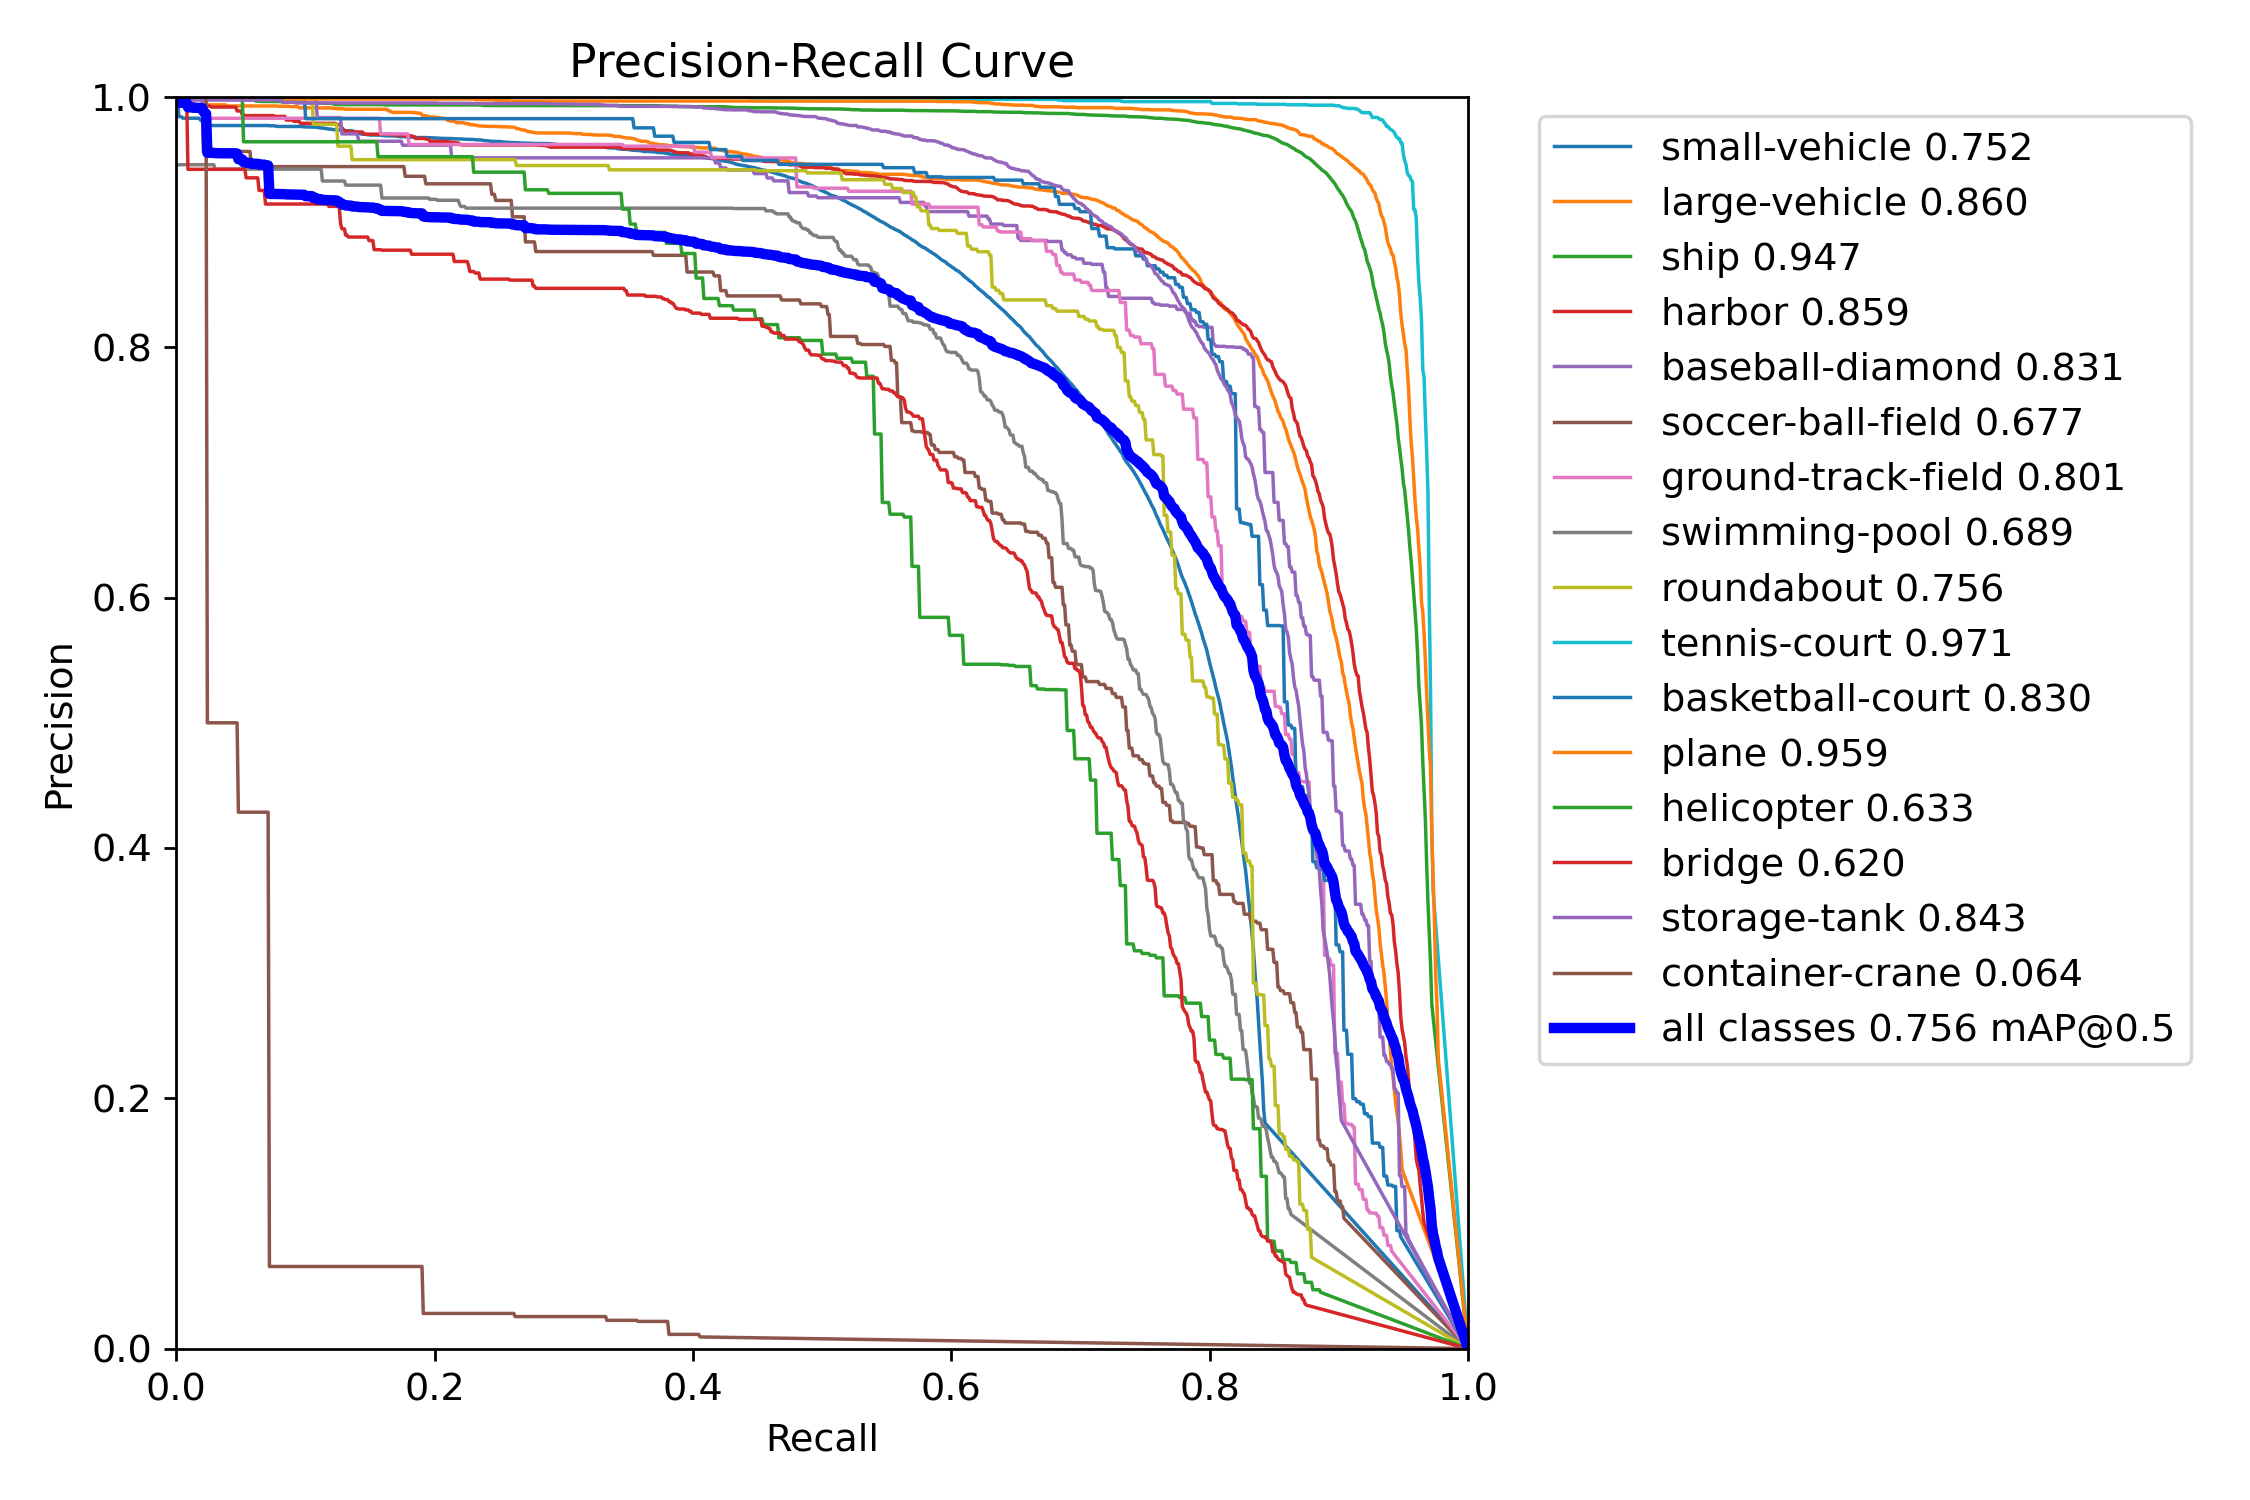 Precision-Recall Curve
1.0
0.8
0.6
0.4
0.2
0.0
Precision
0.0 0.2 0.4 0.6 0.8 1.0
Recall
small-vehicle 0.752
large-vehicle 0.860
ship 0.947
harbor 0.859
baseball-diamond 0.831
soccer-ball-field 0.677
ground-track-field 0.801
swimming-pool 0.689
roundabout 0.756
tennis-court 0.971
basketball-court 0.830
plane 0.959
helicopter 0.633
bridge 0.620
storage-tank 0.843
container-crane 0.064
all classes 0.756 mAP@0.5